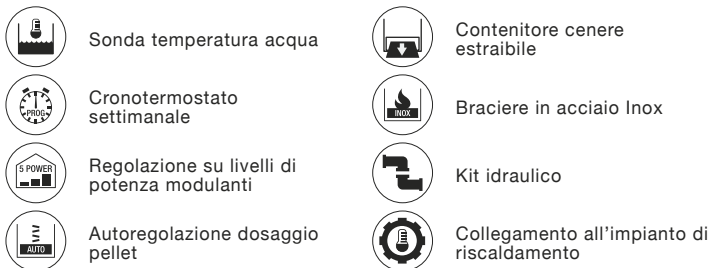 Sonda temperatura acqua
PROG.
Cronotermostato
settimanale
5 POWER
Regolazione su livelli di
potenza modulanti
AUTO
Autoregolazione dosaggio
pellet
Contenitore cenere
estraibile
INOX
Braciere in acciaio Inox
Kit idraulico
Collegamento all'impianto di
riscaldamento